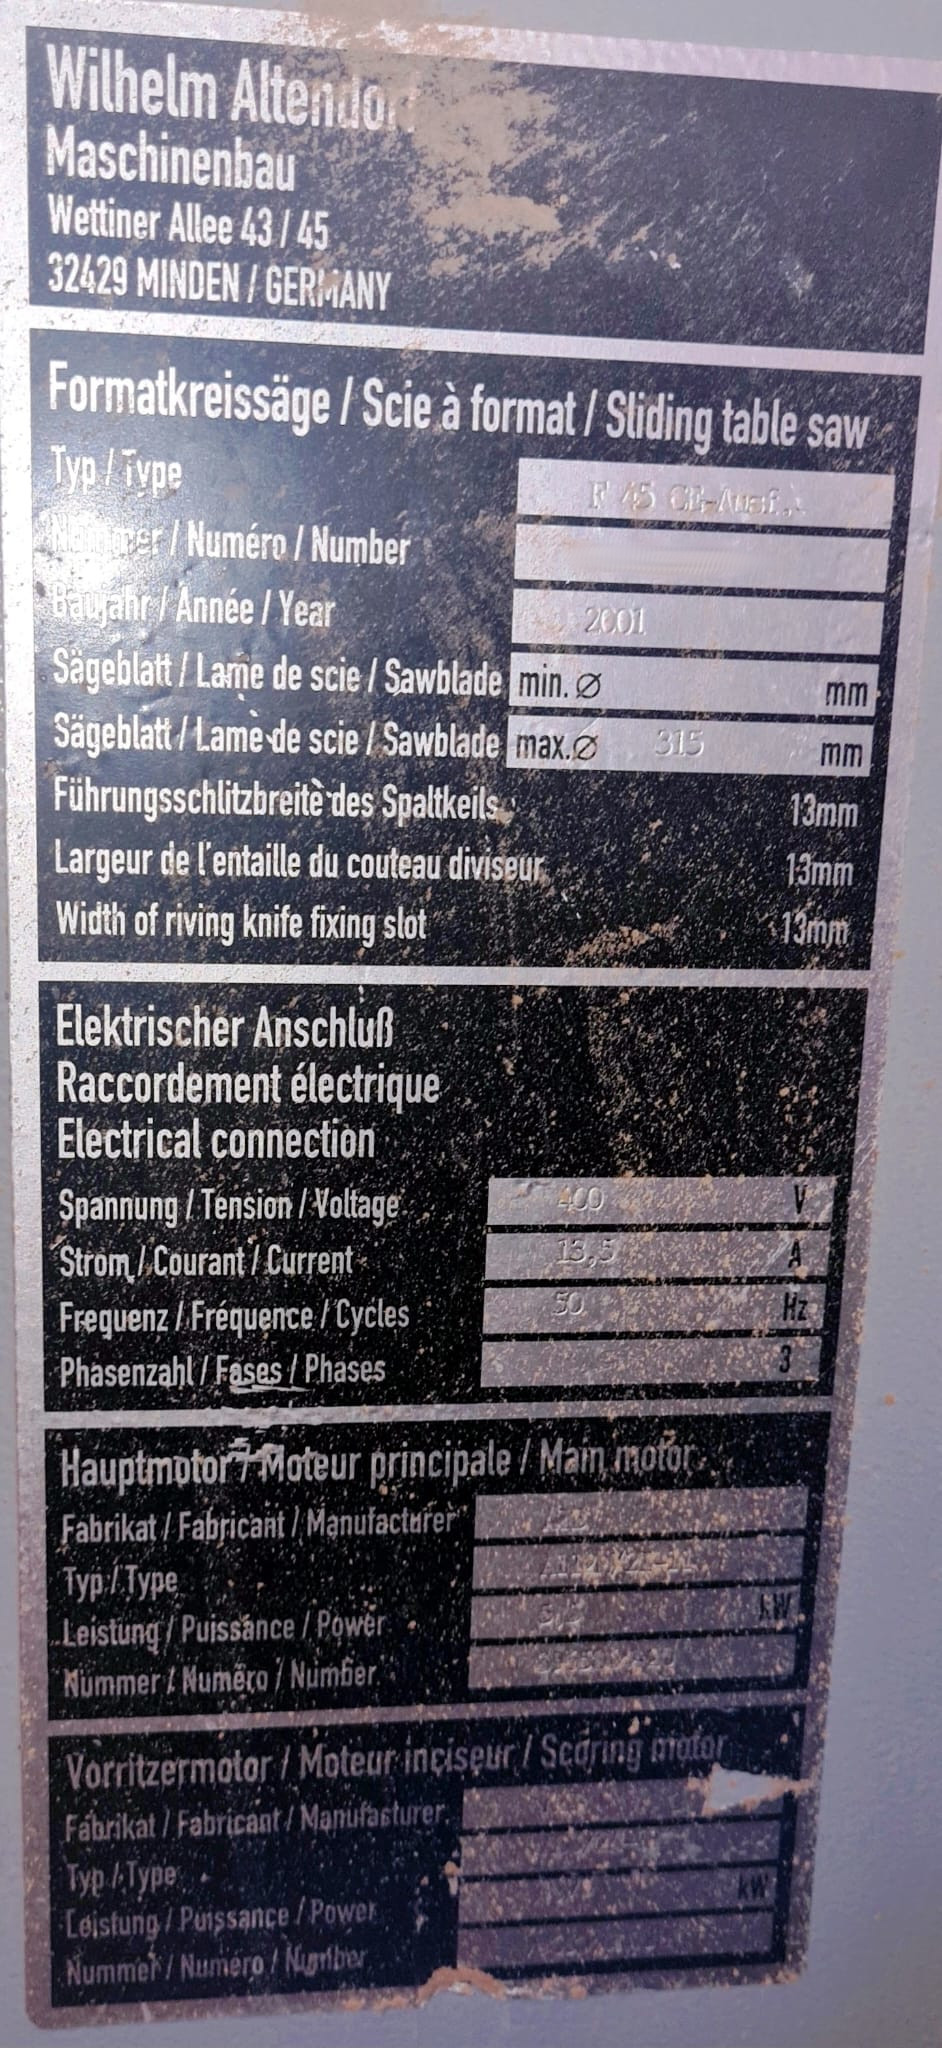 Wilhelm Altendorf
Maschinenbau
Wettiner Allee 43 / 45
32429 MINDEN / GERMANY
Formatkreissäge / Scie à format / Sliding table saw
Typ / Type F 45 CE-Ausf.
Nummer / Numéro / Number
Baujahr / Année / Year 2001
Sägeblatt / Lame de scie / Sawblade min. Ø mm
Sägeblatt / Lame de scie / Sawblade max. Ø 315 mm
Führungsschlitzbreite des Spaltkeils 13mm
Largeur de l'entaille du couteau diviseur 13mm
Width of riving knife fixing slot 13mm
Elektrischer Anschluß
Raccordement électrique
Electrical connection
Spannung / Tension / Voltage 400 V
Strom / Courant / Current 13,5 A
Frequenz / Fréquence / Cycles 50 Hz
Phasenzahl / Fases / Phases 3
Hauptmotor / Moteur principale / Main motor
Fabrikat / Fabricant / Manufacturer
Typ / Type
Leistung / Puissance / Power kW
Nummer / Numéro / Number
Vorritzermotor / Moteur inciseur / Scoring motor
Fabrikat / Fabricant / Manufacturer
Typ / Type
Leistung / Puissance / Power kW
Nummer / Numero / Number